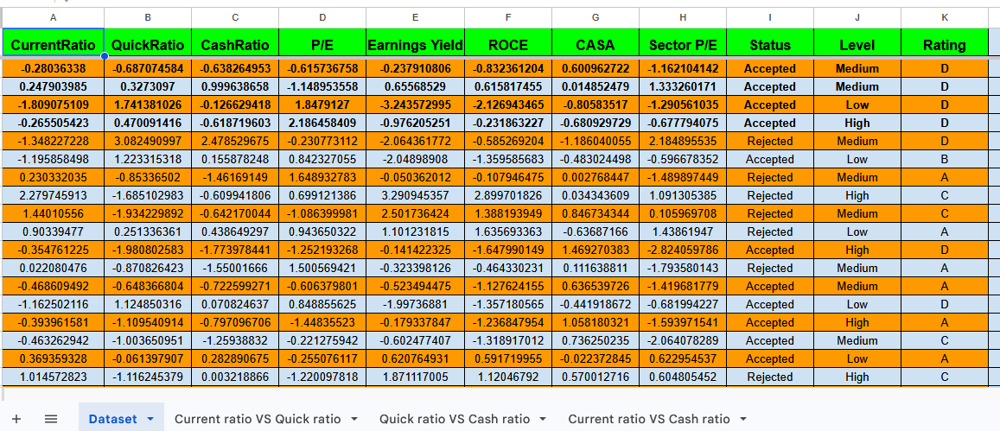 A B C D E F G H I J K
CurrentRatio QuickRatio CashRatio P/E Earnings Yield ROCE CASA Sector P/E Status Level Rating
-0.28036338 -0.687074584 -0.638264953 -0.615736758 -0.237910806 -0.832361204 0.600962722 -1.162104142 Accepted Medium D
0.247903985 0.3273097 0.999638658 -1.148953558 0.65568529 0.615817455 0.014852479 1.333260171 Accepted Medium D
-1.809075109 1.741381026 -0.126629418 1.8479127 -3.243572995 -2.126943465 -0.80583517 -1.290561035 Accepted Low D
-0.265505423 0.470091416 -0.618719603 2.186458409 -0.976205251 -0.231863227 -0.680929729 -0.677794075 Accepted High D
-1.348227228 3.082490997 2.478529675 -0.230773112 -2.064361772 -0.585269204 -1.186040055 2.184895535 Rejected Medium D
-1.195858498 1.223315318 0.155878248 0.842327055 -2.04898908 -1.359585683 -0.483024498 -0.596678352 Accepted Low B
0.230332035 -0.85336502 -1.46169149 1.648932783 -0.050362012 -0.107946475 0.002768447 -1.489897449 Rejected Medium A
2.279745913 -1.685102983 -0.609941806 0.699121386 3.290945357 2.899701826 0.034343609 1.091305385 Rejected High C
1.44010556 -1.934229892 -0.642170044 -1.086399981 2.501736424 1.388193949 0.846734344 0.105969708 Rejected Medium C
0.90339477 0.251336361 0.438649297 0.943650322 1.101231815 1.635693363 -0.63687166 1.43861947 Rejected Low A
-0.354761225 -1.980802583 -1.773978441 -1.252193268 -0.141422325 -1.647990149 1.469270383 -2.824059786 Accepted High D
0.022080476 -0.870826423 -1.55001666 1.500569421 -0.323398126 -0.464330231 0.111638811 -1.793580143 Rejected Medium A
-0.468609492 -0.648366804 -0.722599271 -0.606379801 -0.523494475 -1.127624155 0.636539726 -1.419681779 Accepted Medium A
-1.162502116 1.124850316 0.070824637 0.848855625 -1.99736881 -1.357180565 -0.441918672 -0.681994227 Accepted Low D
-0.393961581 -1.109540914 -0.797096706 -1.44835523 -0.179337847 -1.236847954 1.058180321 -1.593971541 Accepted High A
-0.463262942 -1.003650951 -1.25938832 -0.221275942 -0.602477407 -1.318917012 0.736250235 -2.064078289 Accepted Medium C
0.369359328 -0.061397907 0.282890675 -0.255076117 0.620764931 0.591719955 -0.022372845 0.622954537 Accepted Low A
1.014572823 -1.116245379 0.003218866 -1.220097818 1.871117005 1.12046792 0.570012716 0.604805452 Rejected High C
Dataset Current ratio VS Quick ratio Quick ratio VS Cash ratio Current ratio VS Cash ratio